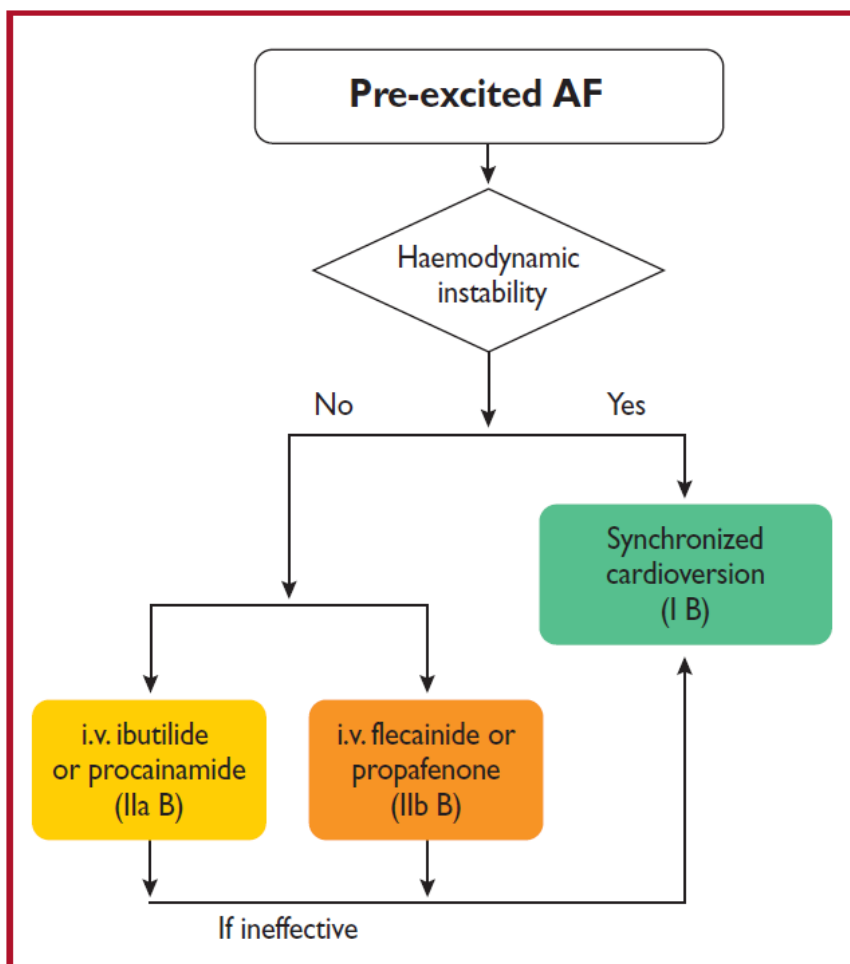 Pre-excited AF
Haemodynamic
instability
No
Yes
Synchronized
cardioversion
(I B)
i.v. ibutilide
or procainamide
(IIa B)
i.v. flecainide or
propafenone
(IIb B)
If ineffective